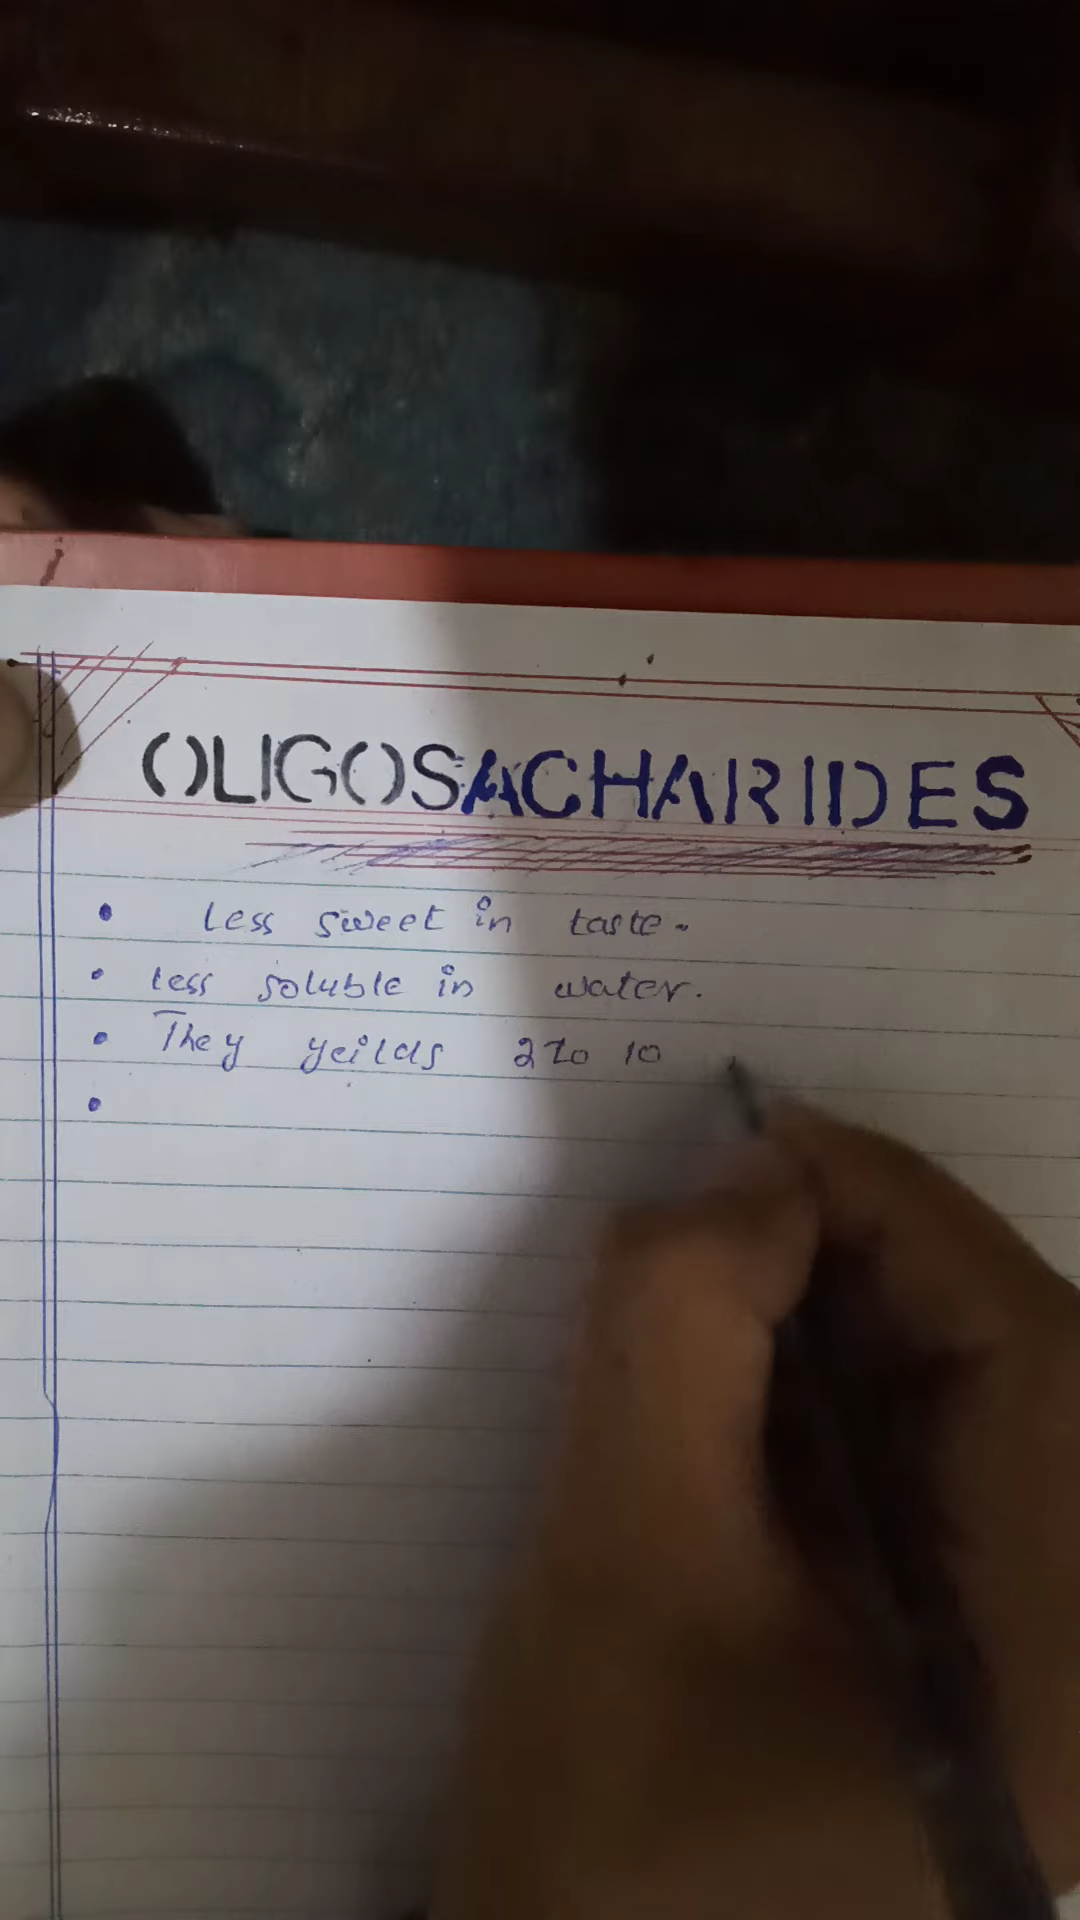 OLIGOSACHARIDES
• Less sweet in taste.
• less soluble in water.
• They yeilds 2 to 10
•